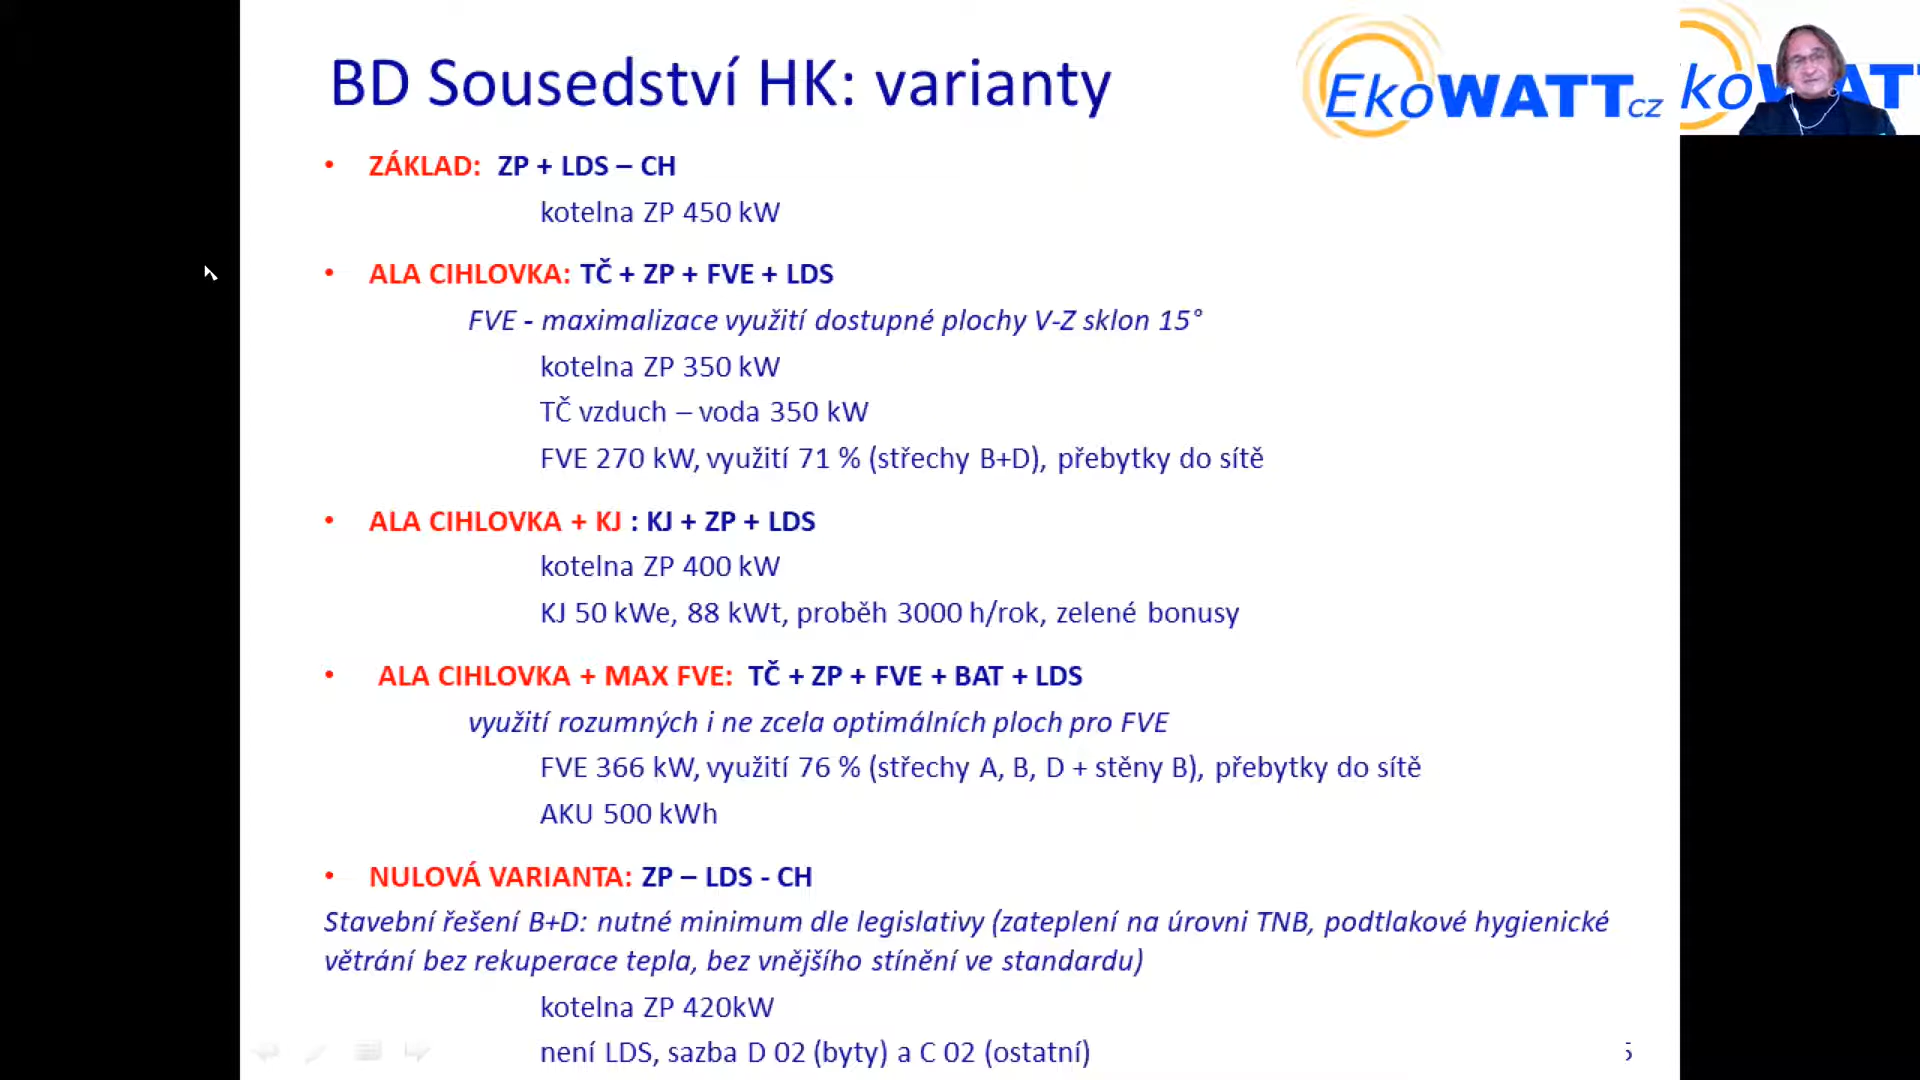 BD Sousedství HK: varianty
EkoWATTCZ
• ZÁKLAD: ZP + LDS – CH
kotelna ZP 450 kW
• ALA CIHLOVKA: TČ + ZP + FVE + LDS
FVE - maximalizace využití dostupné plochy V-Z sklon 15°
kotelna ZP 350 kW
TČ vzduch – voda 350 kW
FVE 270 kW, využití 71 % (střechy B+D), přebytky do sítě
• ALA CIHLOVKA + KJ : KJ + ZP + LDS
kotelna ZP 400 kW
KJ 50 kWe, 88 kWt, proběh 3000 h/rok, zelené bonusy
• ALA CIHLOVKA + MAX FVE: TČ + ZP + FVE + BAT + LDS
využití rozumných i ne zcela optimálních ploch pro FVE
FVE 366 kW, využití 76 % (střechy A, B, D + stěny B), přebytky do sítě
AKU 500 kWh
• NULOVÁ VARIANTA: ZP – LDS - CH
Stavební řešení B+D: nutné minimum dle legislativy (zateplení na úrovni TNB, podtlakové hygienické
větrání bez rekuperace tepla, bez vnějšího stínění ve standardu)
kotelna ZP 420kW
není LDS, sazba D 02 (byty) a C 02 (ostatní)